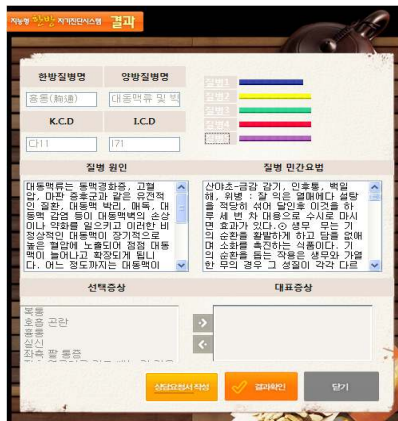 지능형 한방 자기진단시스템 결과
한방질병명
양방질병명
질병1
질병2
질병3
질병4
흉통(胸痛)
대동맥류 및 박
K.C.D
I.C.D
다11
I71
질병 원인
질병 민간요법
대동맥류는 동맥경화증, 고혈
압, 마판 증후군과 같은 유전적
인 질환, 대동맥 박리, 매독, 대
동맥 감염 등이 대동맥벽의 손상
이나 약화를 일으키고 이러한 비
정상적인 대동맥이 장기적으로
높은 혈압에 노출되어 점점 대동
맥이 늘어나고 확장되게 됩니
다. 어느 정도까지는 대동맥이
산야초-금감 감기, 인후통, 백일
해, 위병 : 잘 익은 열매에다 설탕
을 적당히 섞어 달인후 이것을 하
루 세 번 차 대용으로 수시로 마시
면 효과가 있다.⊙ 생무 무는 기
의 순환을 활발하게 하고 담을 없애
며 소화를 촉진하는 식품이다. 기
의 순환을 돕는 작용은 생무와 가열
한 무의 경우 그 성질이 각각 다르
선택증상
대표증상
복통
호흡 곤란
흉통
실신
좌측 팔 통증
상담요청서 작성
결과확인
닫기